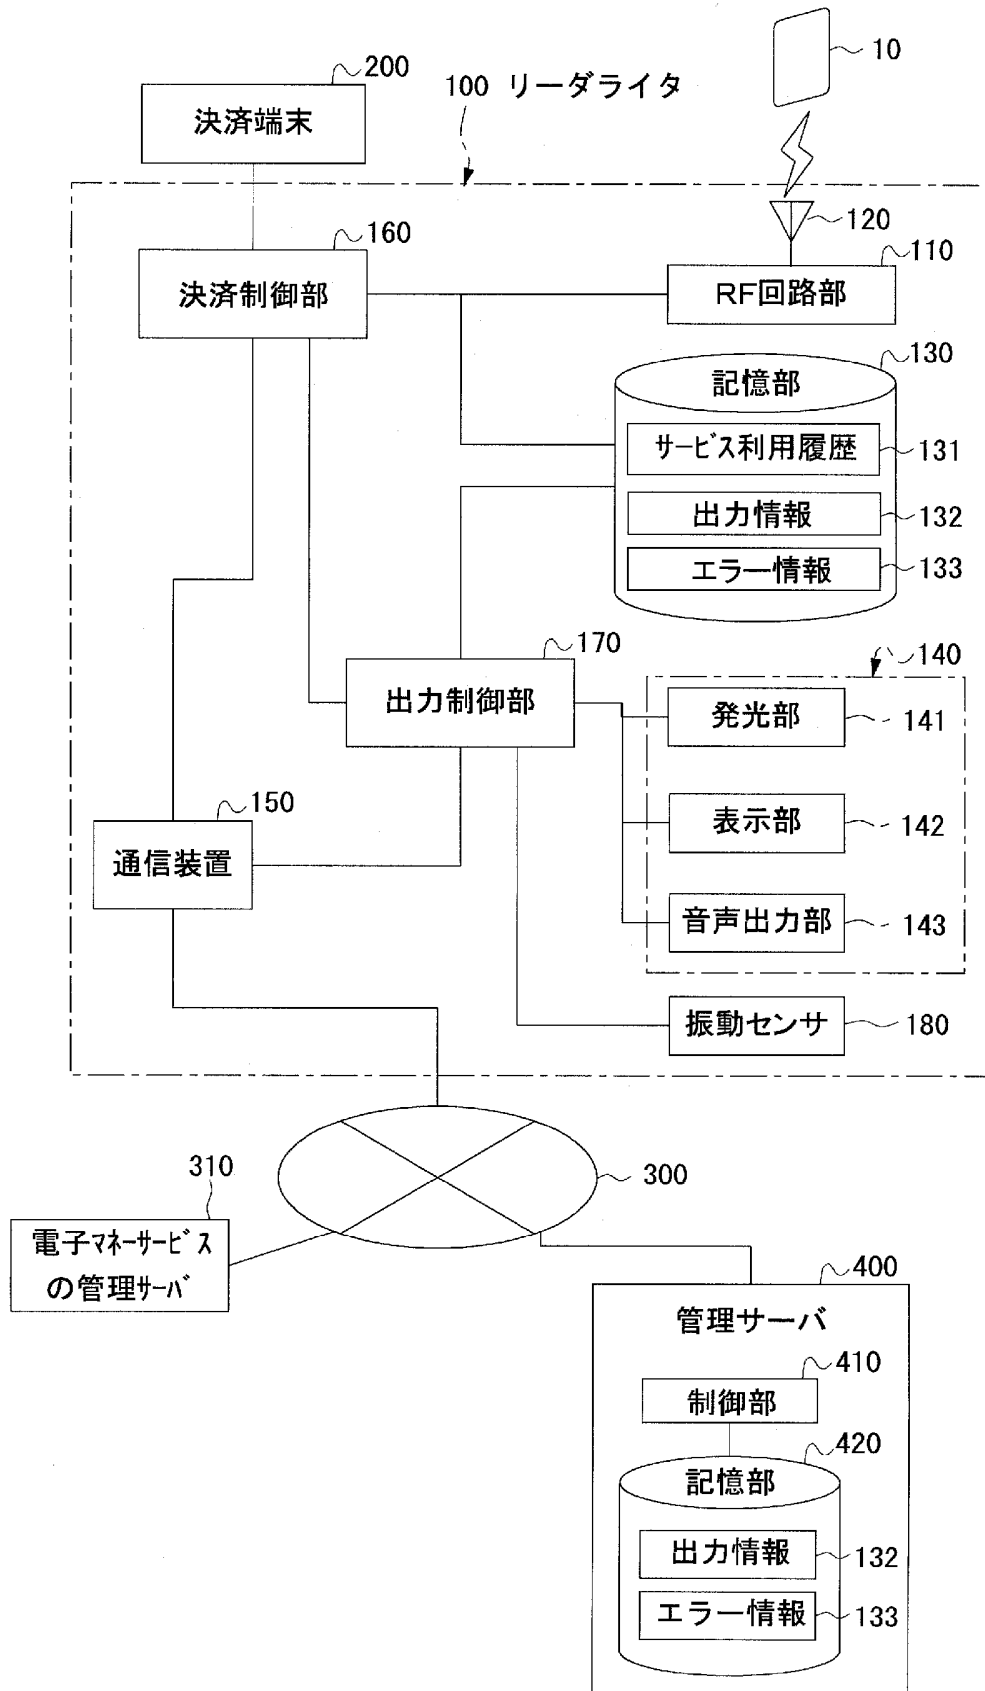 10
200
決済端末
100 リーダライタ
120
160
決済制御部
110
RF回路部
130
記憶部
サービス利用履歴
131
出力情報
132
エラー情報
133
170
出力制御部
140
発光部
141
150
通信装置
表示部
142
音声出力部
143
振動センサ
180
300
310
電子マネーサービス
の管理サーバ
400
管理サーバ
410
制御部
420
記憶部
出力情報
132
エラー情報
133